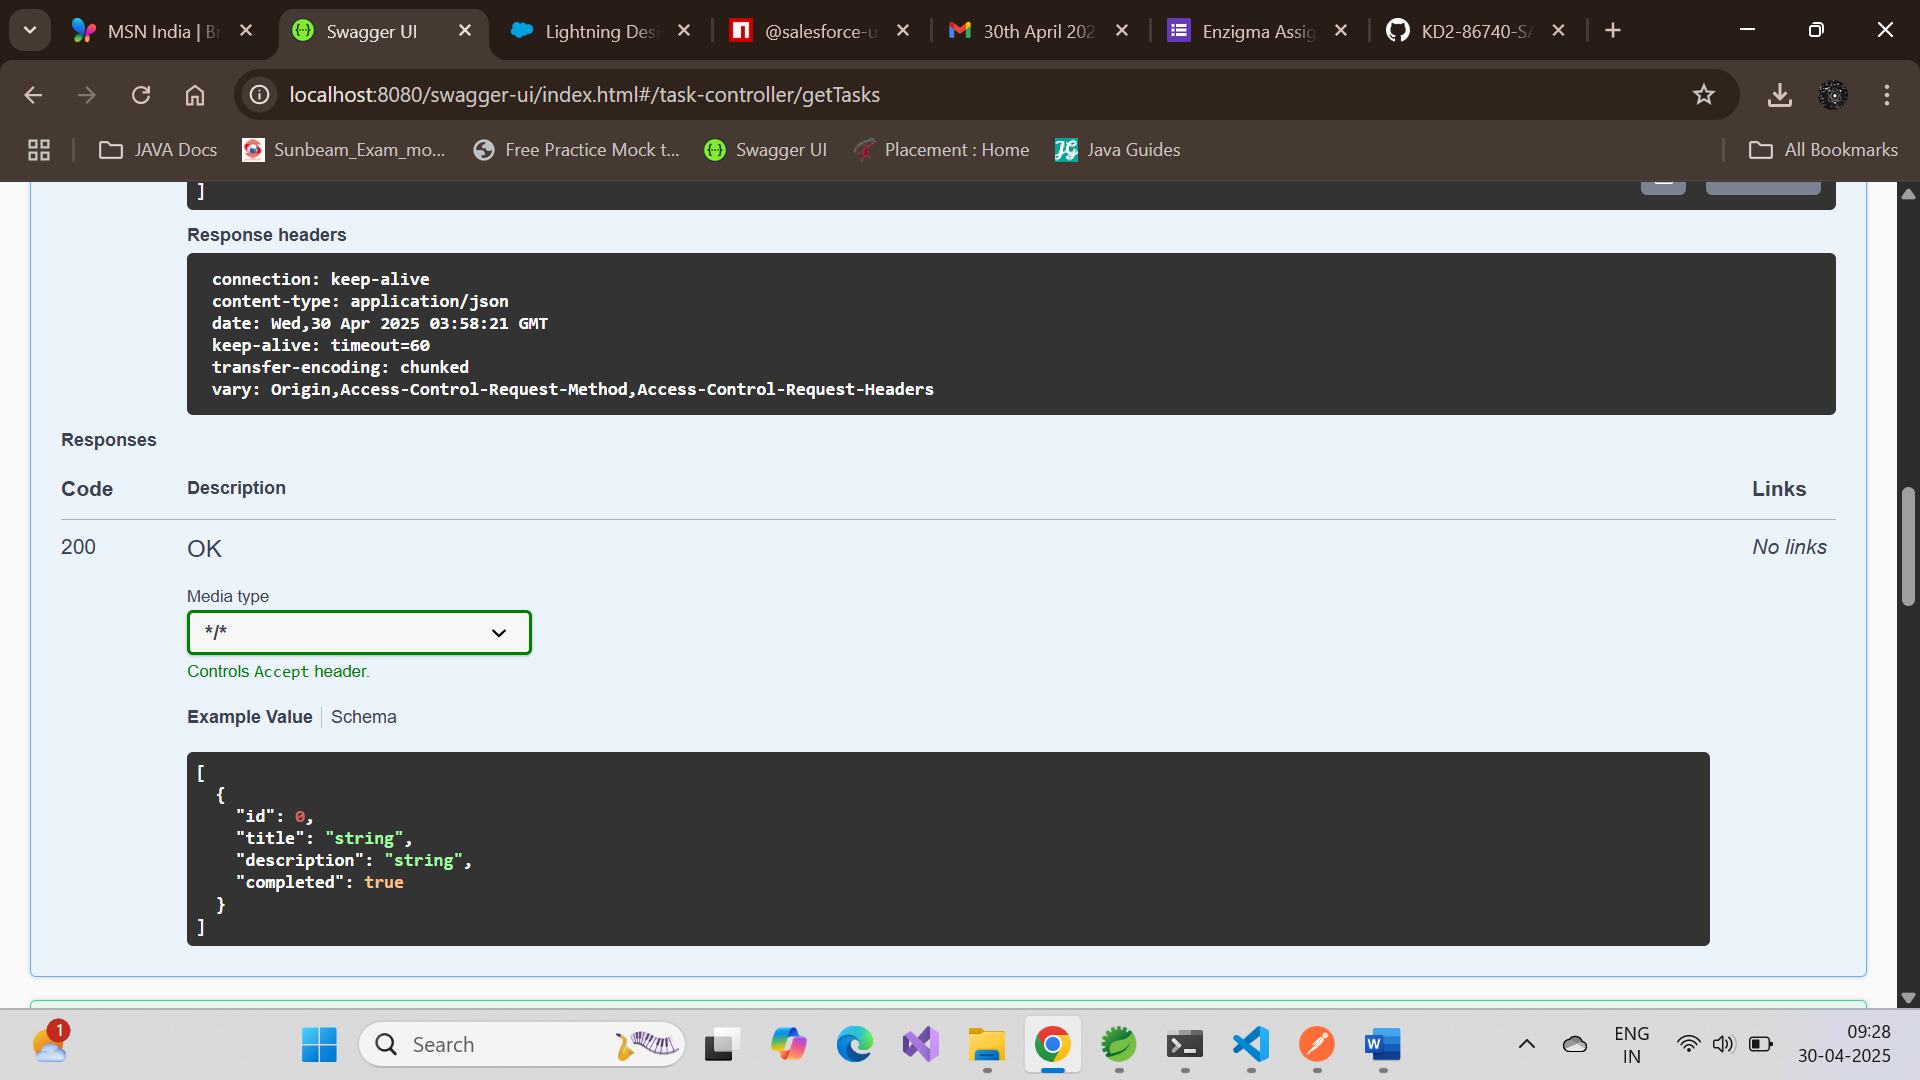 MSN India | Br
Swagger UI
Lightning Des
@salesforce-u
30th April 202
Enzigma Assig
KD2-86740-SA
localhost:8080/swagger-ui/index.html#/task-controller/getTasks
JAVA Docs
Sunbeam_Exam_mo...
Free Practice Mock t...
Swagger UI
Placement : Home
Java Guides
All Bookmarks
]
Response headers
connection: keep-alive
content-type: application/json
date: Wed,30 Apr 2025 03:58:21 GMT
keep-alive: timeout=60
transfer-encoding: chunked
vary: Origin,Access-Control-Request-Method,Access-Control-Request-Headers
Responses
Code Description Links
200 OK No links
Media type
*/*
Controls Accept header.
Example Value Schema
[
{
"id": 0,
"title": "string",
"description": "string",
"completed": true
}
]
1
Search
ENG
IN
09:28
30-04-2025